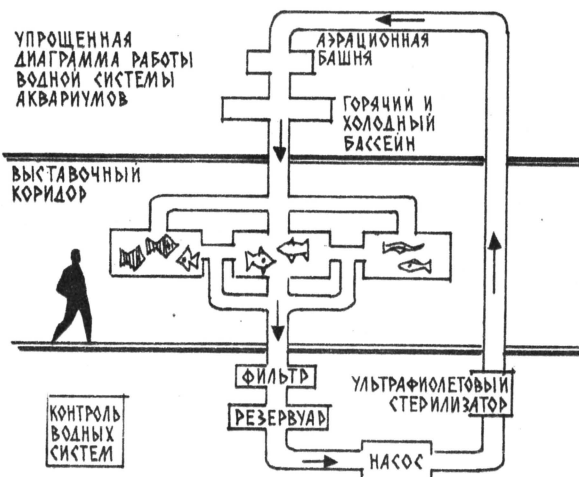 УПРОЩЕННАЯ
ДИАГРАММА РАБОТЫ
ВОДНОЙ СИСТЕМЫ
АКВАРИУМОВ
АЭРАЦИОННАЯ
БАШНЯ
ГОРЯЧИЙ И
ХОЛОДНЫЙ
БАССЕЙН
ВЫСТАВОЧНЫЙ
КОРИДОР
ФИЛЬТР
РЕЗЕРВУАР
УЛЬТРАФИОЛЕТОВЫЙ
СТЕРИЛИЗАТОР
КОНТРОЛЬ
ВОДНЫХ
СИСТЕМ
НАСОС